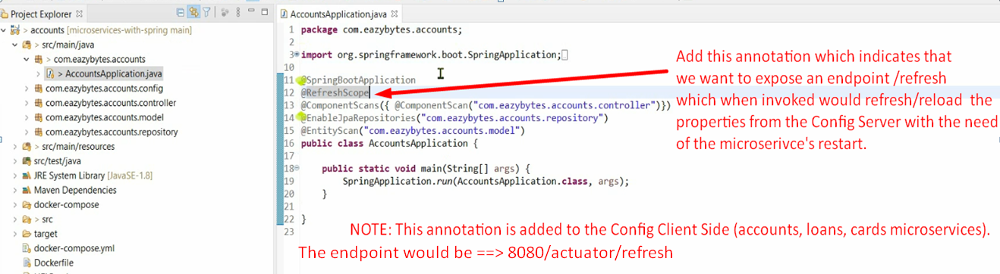 Project Explorer
accounts [microservices-with-spring main]
src/main/java
com.eazybytes.accounts
AccountsApplication.java
com.eazybytes.accounts.config
com.eazybytes.accounts.controller
com.eazybytes.accounts.model
com.eazybytes.accounts.repository
src/main/resources
src/test/java
JRE System Library [JavaSE-1.8]
Maven Dependencies
docker-compose
src
target
docker-compose.yml
Dockerfile
AccountsApplication.java
1 package com.eazybytes.accounts;
2
3 import org.springframework.boot.SpringApplication;
10
11 @SpringBootApplication
12 @RefreshScope
13 @ComponentScans({ @ComponentScan("com.eazybytes.accounts.controller")})
14 @EnableJpaRepositories("com.eazybytes.accounts.repository")
15 @EntityScan("com.eazybytes.accounts.model")
16 public class AccountsApplication {
17
18 public static void main(String[] args) {
19 SpringApplication.run(AccountsApplication.class, args);
20 }
21
22 }
23
Add this annotation which indicates that
we want to expose an endpoint /refresh
which when invoked would refresh/reload the
properties from the Config Server with the need
of the microserivce's restart.
NOTE: This annotation is added to the Config Client Side (accounts, loans, cards microservices).
The endpoint would be ==> 8080/actuator/refresh